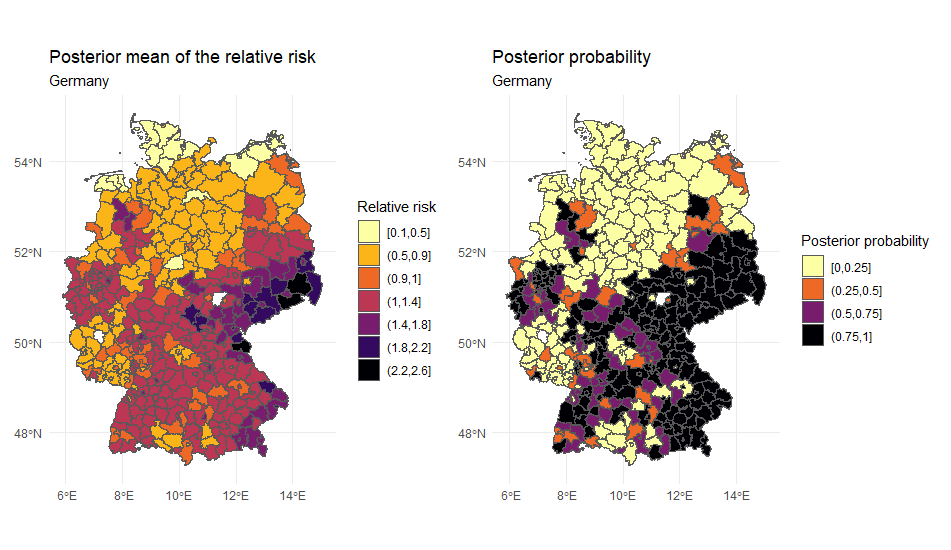 Posterior mean of the relative risk
Germany
54°N
52°N
50°N
48°N
6°E
8°E
10°E
12°E
14°E
Relative risk
[0.1,0.5]
(0.5,0.9]
(0.9,1]
(1,1.4]
(1.4,1.8]
(1.8,2.2]
(2.2,2.6]
Posterior probability
Germany
54°N
52°N
50°N
48°N
6°E
8°E
10°E
12°E
14°E
Posterior probability
[0,0.25]
(0.25,0.5]
(0.5,0.75]
(0.75,1]